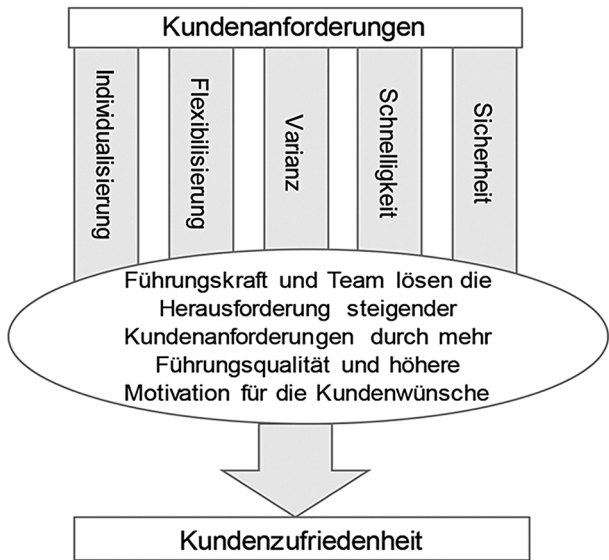 Kundenanforderungen
Individualisierung
Flexibilisierung
Varianz
Schnelligkeit
Sicherheit
Führungskraft und Team lösen die
Herausforderung steigender
Kundenanforderungen durch mehr
Führungsqualität und höhere
Motivation für die Kundenwünsche
Kundenzufriedenheit